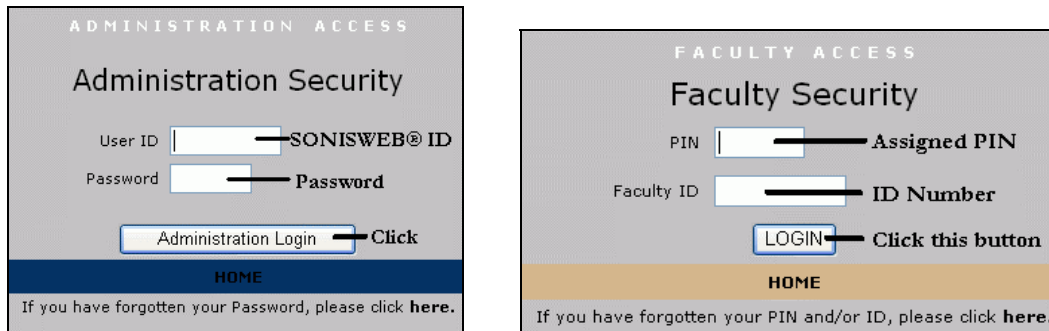 ADMINISTRATION ACCESS
Administration Security
User ID SONISWEB® ID
Password Password
Administration Login Click
HOME
If you have forgotten your Password, please click here.
FACULTY ACCESS
Faculty Security
PIN Assigned PIN
Faculty ID ID Number
LOGIN Click this button
HOME
If you have forgotten your PIN and/or ID, please click here.